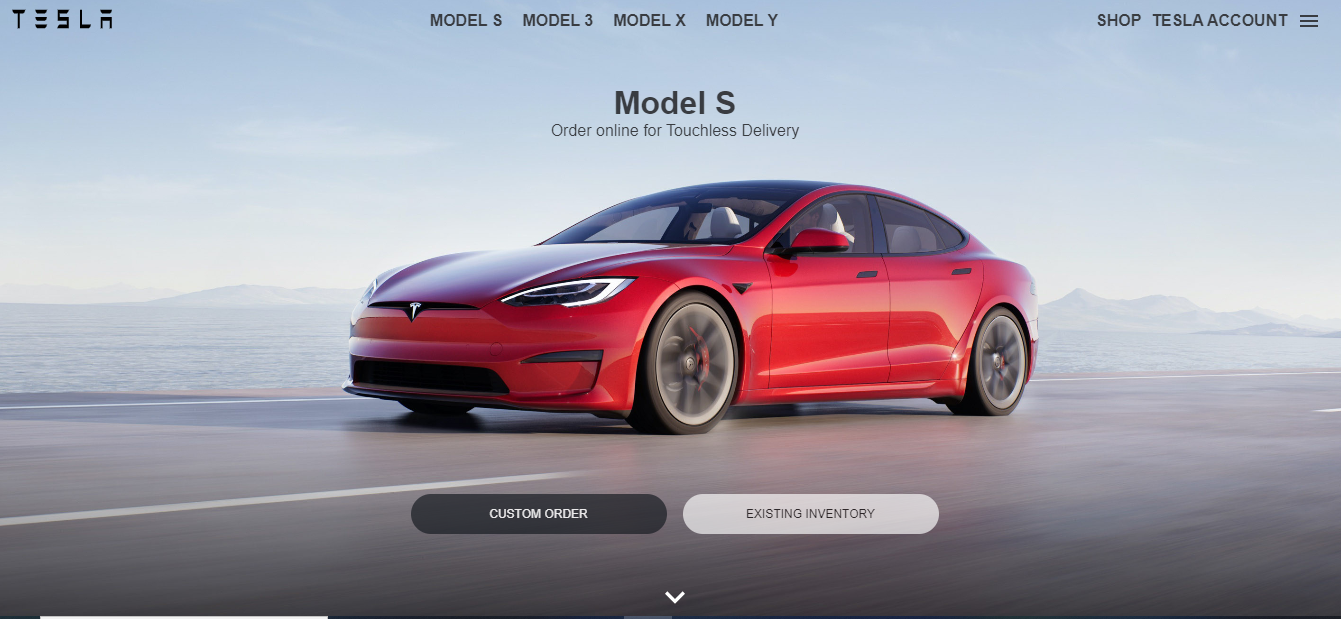 TESLA
MODEL S MODEL 3 MODEL X MODEL Y
SHOP TESLA ACCOUNT
Model S
Order online for Touchless Delivery
CUSTOM ORDER
EXISTING INVENTORY